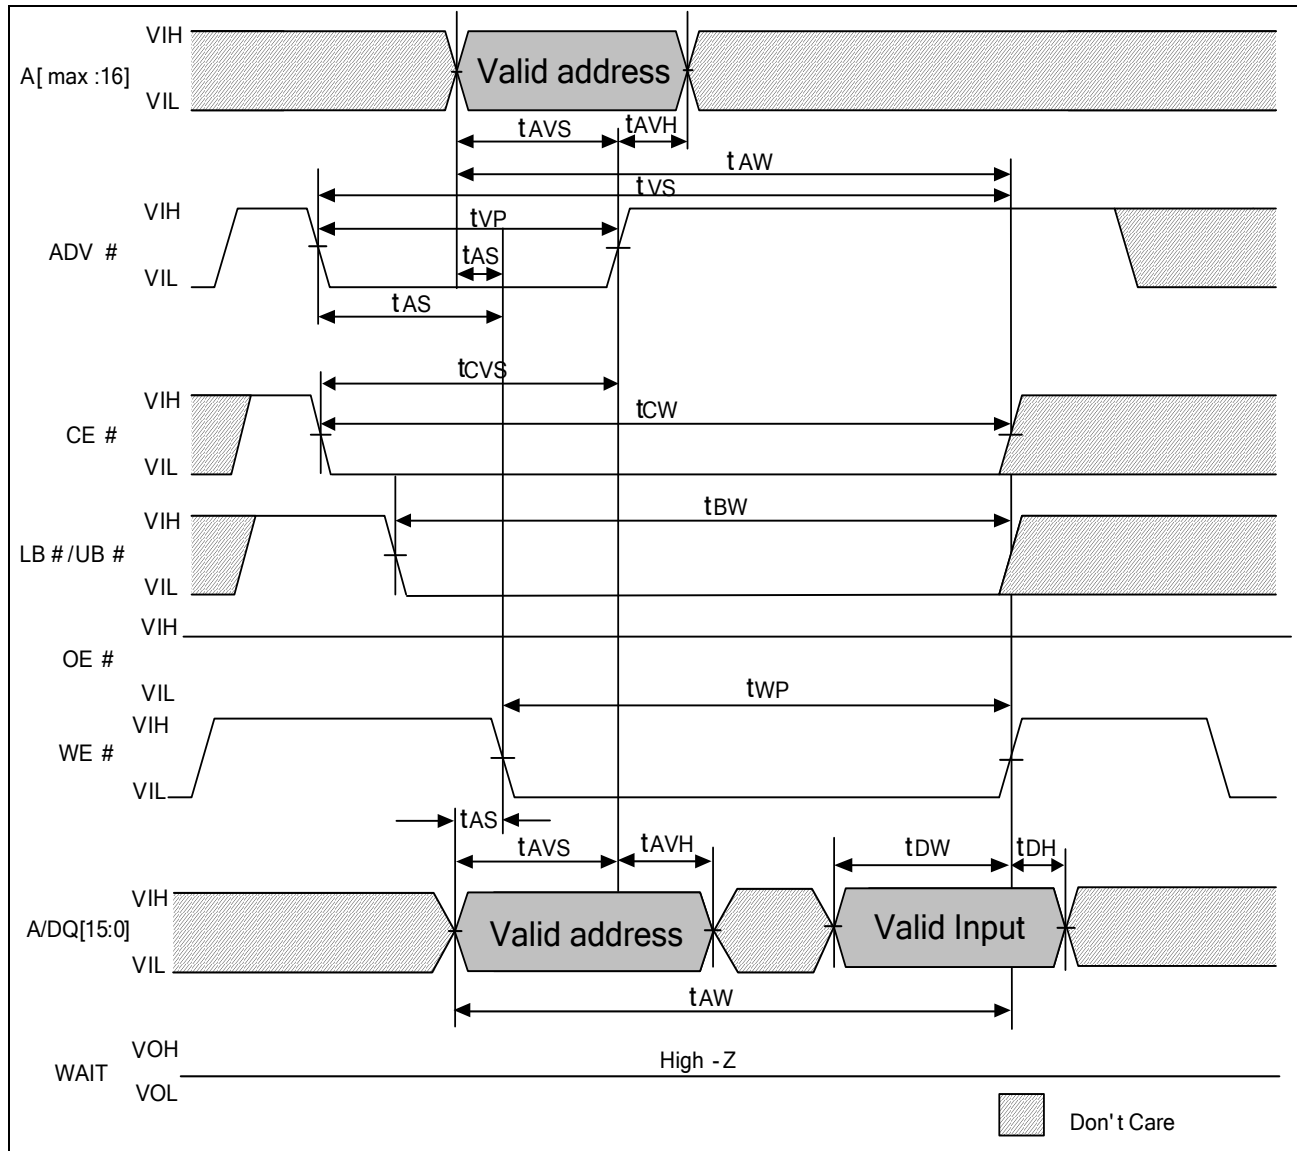 VIH
A[ max :16]
VIL
Valid address
tAVS
tAVH
tAW
tVS
VIH
ADV #
VIL
tVP
tAS
tAS
tCVS
VIH
CE #
VIL
tCW
VIH
LB # /UB #
VIL
tBW
VIH
OE #
VIL
tWP
VIH
WE #
VIL
tAS
tAVS
tAVH
tDW
tDH
VIH
A/DQ[15:0]
VIL
Valid address
Valid Input
tAW
VOH
WAIT
VOL
High - Z
Don' t Care